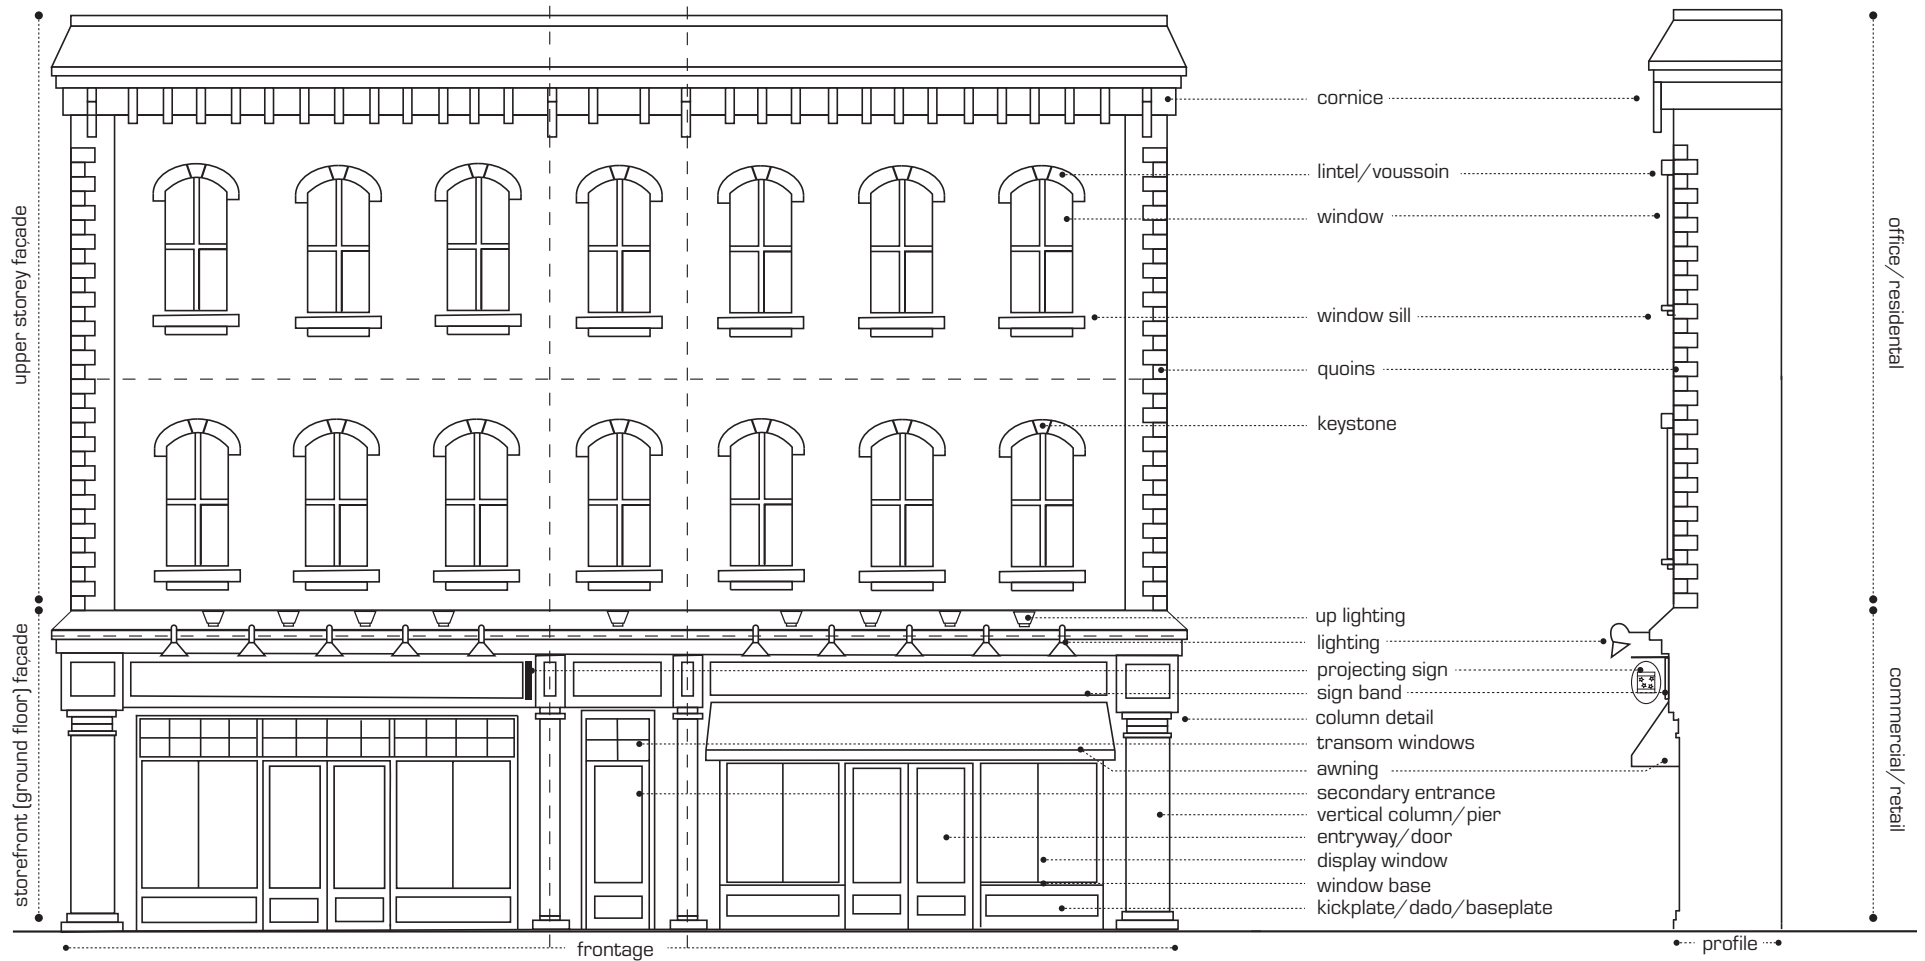 upper storey façade
storefront (ground floor) façade
cornice
lintel/voussoin
window
window sill
quoins
keystone
up lighting
lighting
projecting sign
sign band
column detail
transom windows
awning
secondary entrance
vertical column/pier
entryway/door
display window
window base
kickplate/dado/baseplate
frontage
profile
office/residental
commercial/retail